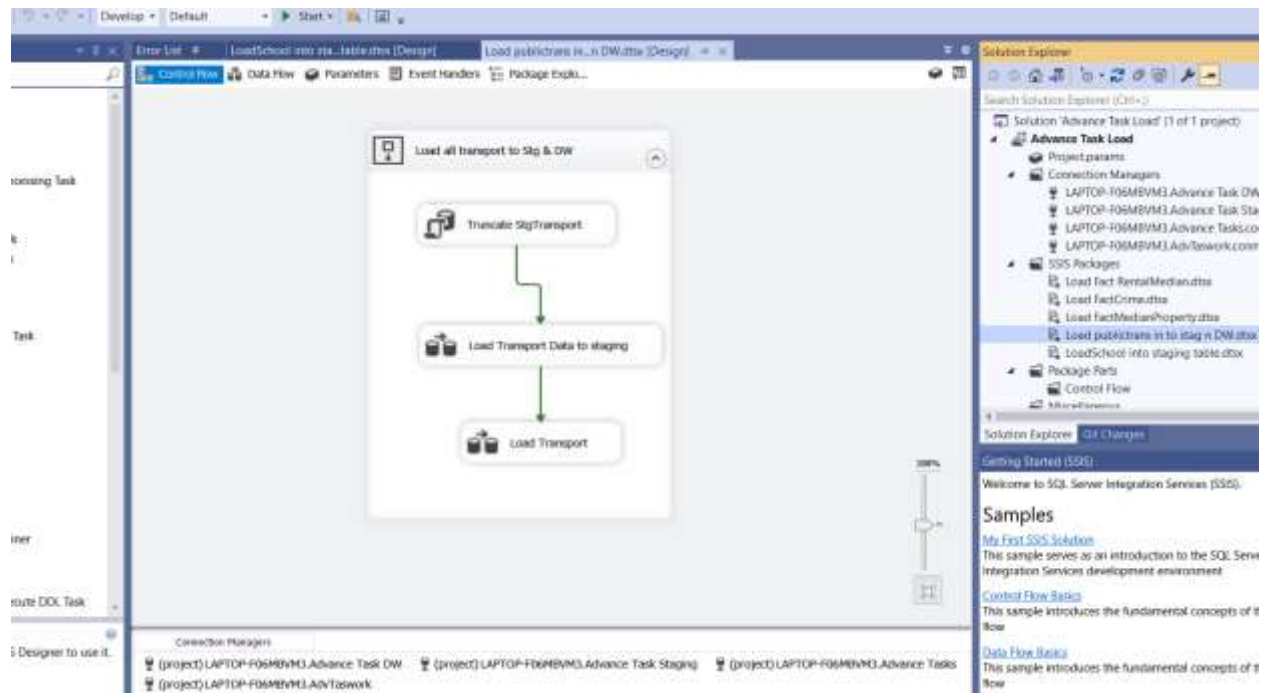 Develop Default Start
Error List LoadSchool into sta...table.dtsx [Design] Load publictrans in...n DW.dtsx [Design]
Control Flow Data Flow Parameters Event Handlers Package Explo...
Load all transport to Stg & DW
Truncate StgTransport
Load Transport Data to staging
Load Transport
100%
Connection Managers
(project) LAPTOP-F06MBVM3.Advance Task DW (project) LAPTOP-F06MBVM3.Advance Task Staging (project) LAPTOP-F06MBVM3.Advance Tasks
(project) LAPTOP-F06MBVM3.AdvTaswork
ocessing Task
Task
iner
ecute DDL Task
S Designer to use it.
Solution Explorer
Search Solution Explorer (Ctrl+;)
Solution 'Advance Task Load' (1 of 1 project)
Advance Task Load
Project.params
Connection Managers
LAPTOP-F06MBVM3.Advance Task DW
LAPTOP-F06MBVM3.Advance Task Sta
LAPTOP-F06MBVM3.Advance Tasks.co
LAPTOP-F06MBVM3.AdvTaswork.conm
SSIS Packages
Load Fact RentalMedian.dtsx
Load FactCrime.dtsx
Load FactMedianProperty.dtsx
Load publictrans in to stag n DW.dtsx
LoadSchool into staging table.dtsx
Package Parts
Control Flow
Miscellaneous
Solution Explorer Git Changes
Getting Started (SSIS)
Welcome to SQL Server Integration Services (SSIS).
Samples
My First SSIS Solution
This sample serves as an introduction to the SQL Serve
Integration Services development environment
Control Flow Basics
This sample introduces the fundamental concepts of t
flow
Data Flow Basics
This sample introduces the fundamental concepts of t
flow